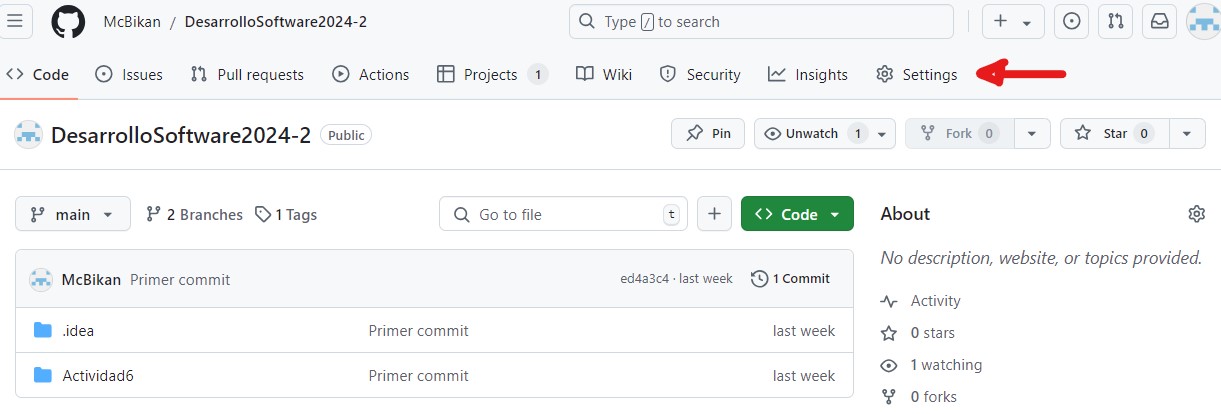 McBikan / DesarrolloSoftware2024-2 Type / to search
Code Issues Pull requests Actions Projects 1 Wiki Security Insights Settings
DesarrolloSoftware2024-2 Public Pin Unwatch 1 Fork 0 Star 0
main 2 Branches 1 Tags Go to file t Code About
No description, website, or topics provided.
McBikan Primer commit ed4a3c4 · last week 1 Commit
Activity
.idea Primer commit last week 0 stars
1 watching
Actividad6 Primer commit last week
0 forks